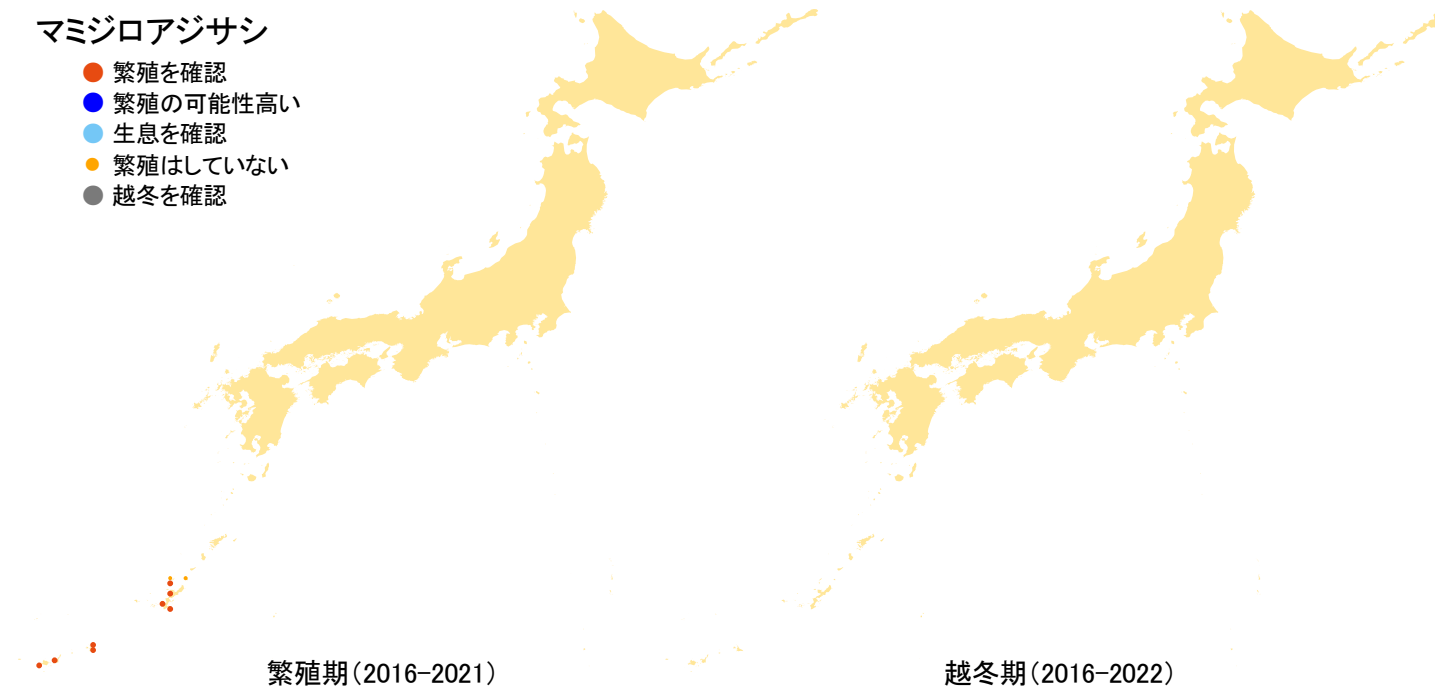 マミジロアジサシ
繁殖を確認
繁殖の可能性高い
生息を確認
繁殖はしていない
越冬を確認
繁殖期(2016-2021)
越冬期(2016-2022)